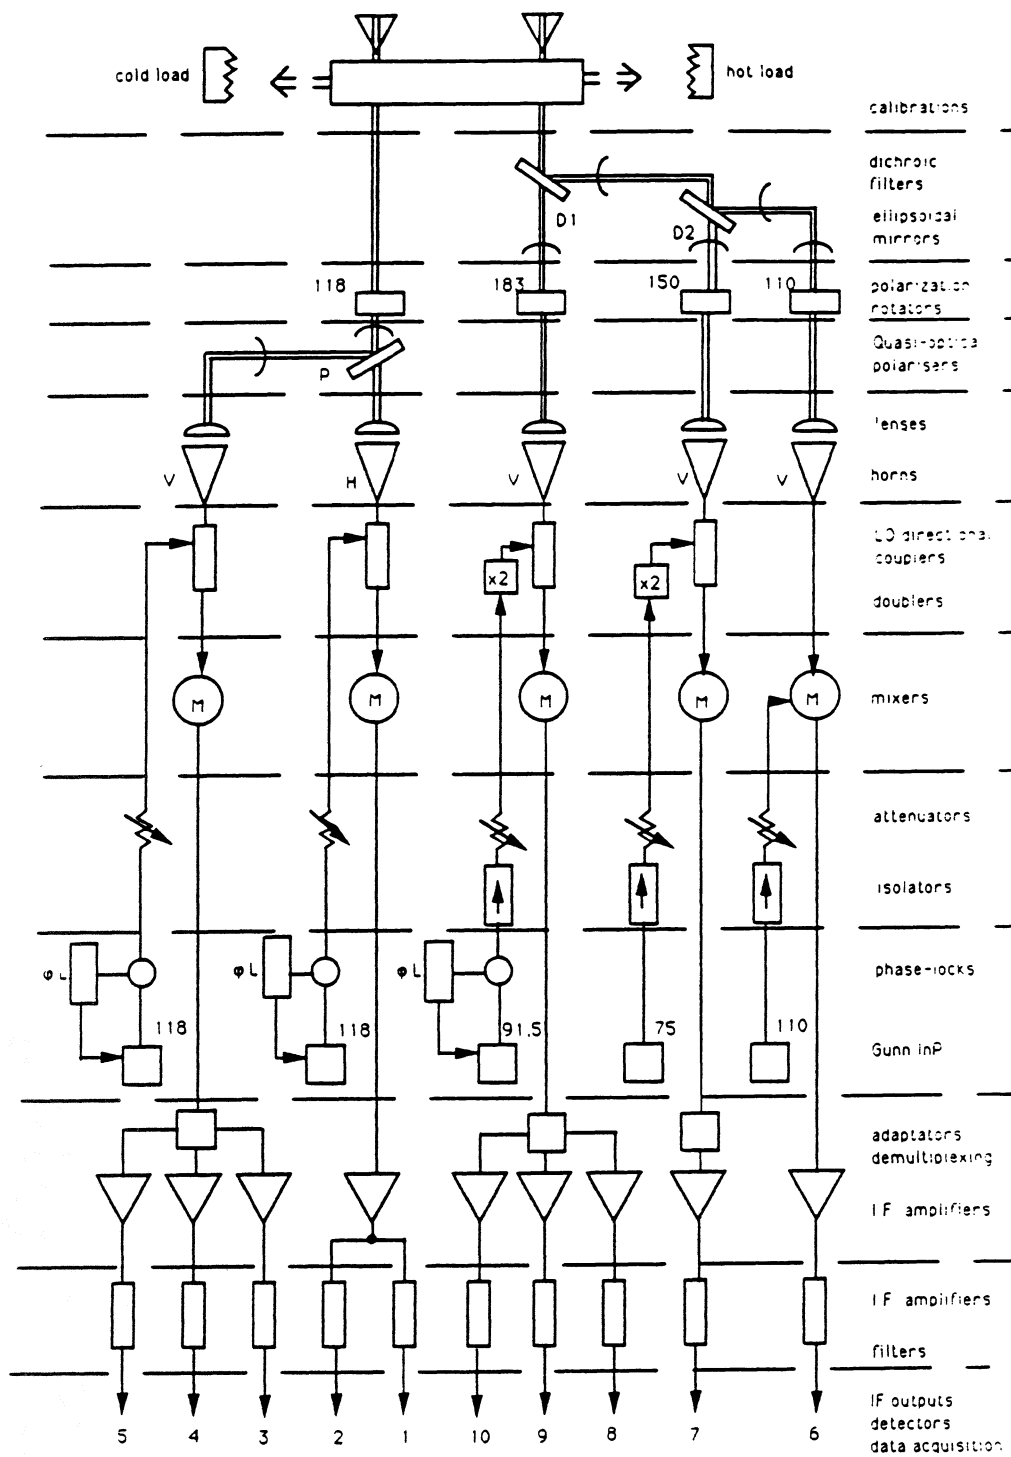 cold load
hot load
calibrations
dichroic
filters
D1
ellipsoidal
mirrors
D2
118
183
150
110
polarization
rotators
Quasi-optical
polarisers
P
lenses
V
H
V
V
V
horns
LO directional
couplers
x2
x2
doublers
M
M
M
M
M
mixers
attenuators
isolators
φL
φL
φL
phase-locks
118
118
91.5
75
110
Gunn InP
adaptators
demultiplexing
IF amplifiers
IF amplifiers
filters
IF outputs
detectors
data acquisition
5
4
3
2
1
10
9
8
7
6